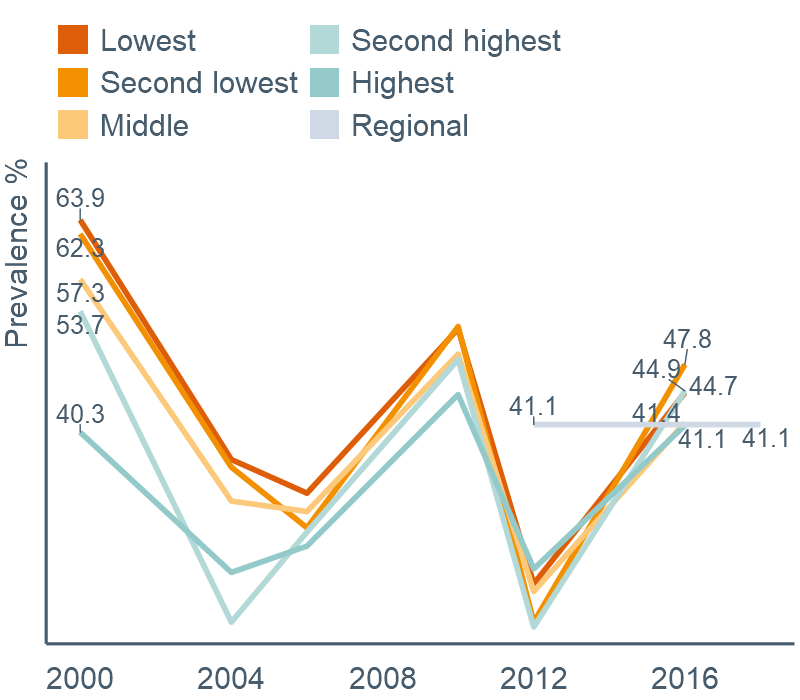 Lowest
Second highest
Second lowest
Highest
Middle
Regional
Prevalence %
63.9
62.3
57.3
53.7
40.3
47.8
44.9
44.7
41.1
41.4
41.1
41.1
2000 2004 2008 2012 2016